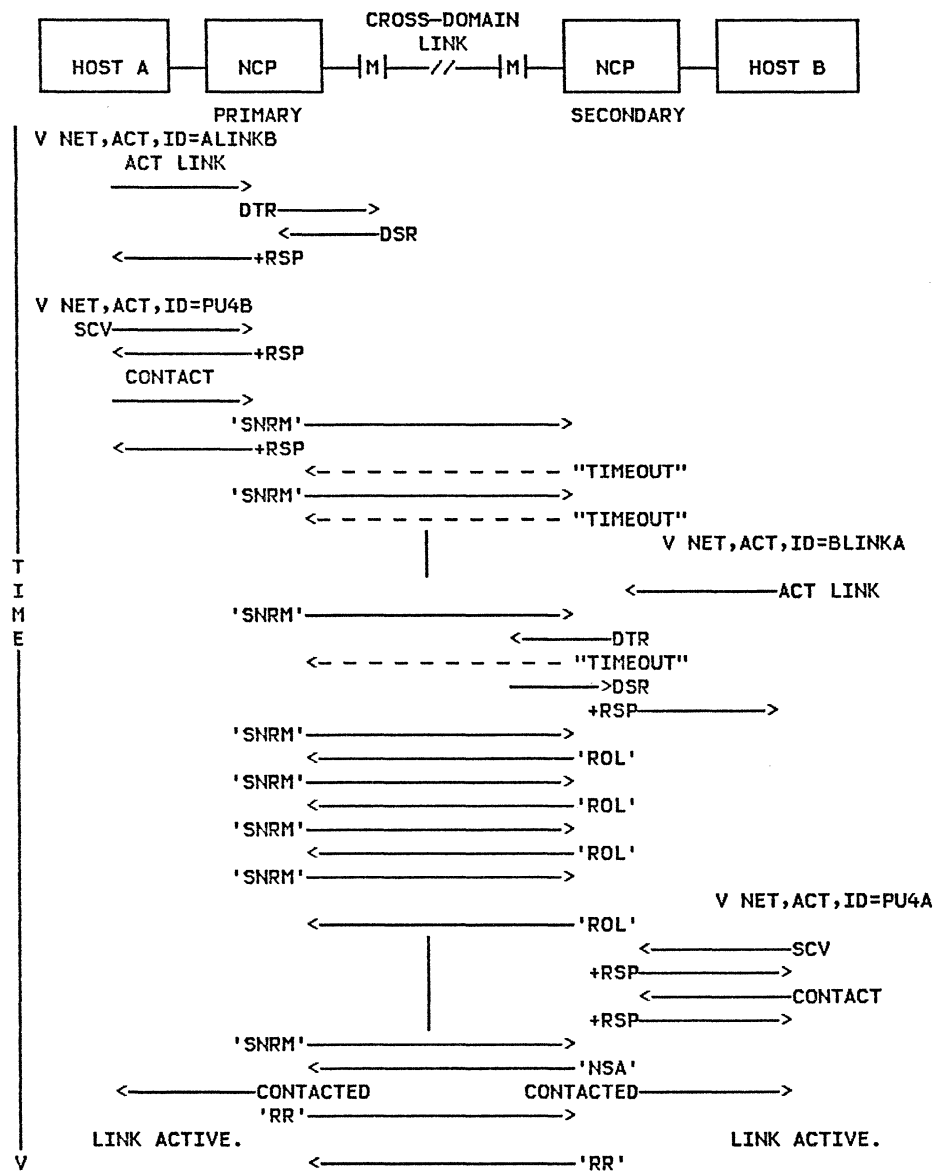 CROSS-DOMAIN
LINK
HOST A NCP M // M NCP HOST B
PRIMARY SECONDARY
V NET,ACT,ID=ALINKB
ACT LINK
DTR
DSR
+RSP
V NET,ACT,ID=PU4B
SCV
+RSP
CONTACT
'SNRM'
+RSP
"TIMEOUT"
'SNRM'
"TIMEOUT"
V NET,ACT,ID=BLINKA
ACT LINK
'SNRM'
DTR
"TIMEOUT"
DSR
+RSP
'SNRM'
'ROL'
'SNRM'
'ROL'
'SNRM'
'ROL'
'SNRM'
V NET,ACT,ID=PU4A
'ROL'
SCV
+RSP
CONTACT
+RSP
'SNRM'
'NSA'
CONTACTED CONTACTED
'RR'
LINK ACTIVE. LINK ACTIVE.
'RR'
T
I
M
E
V